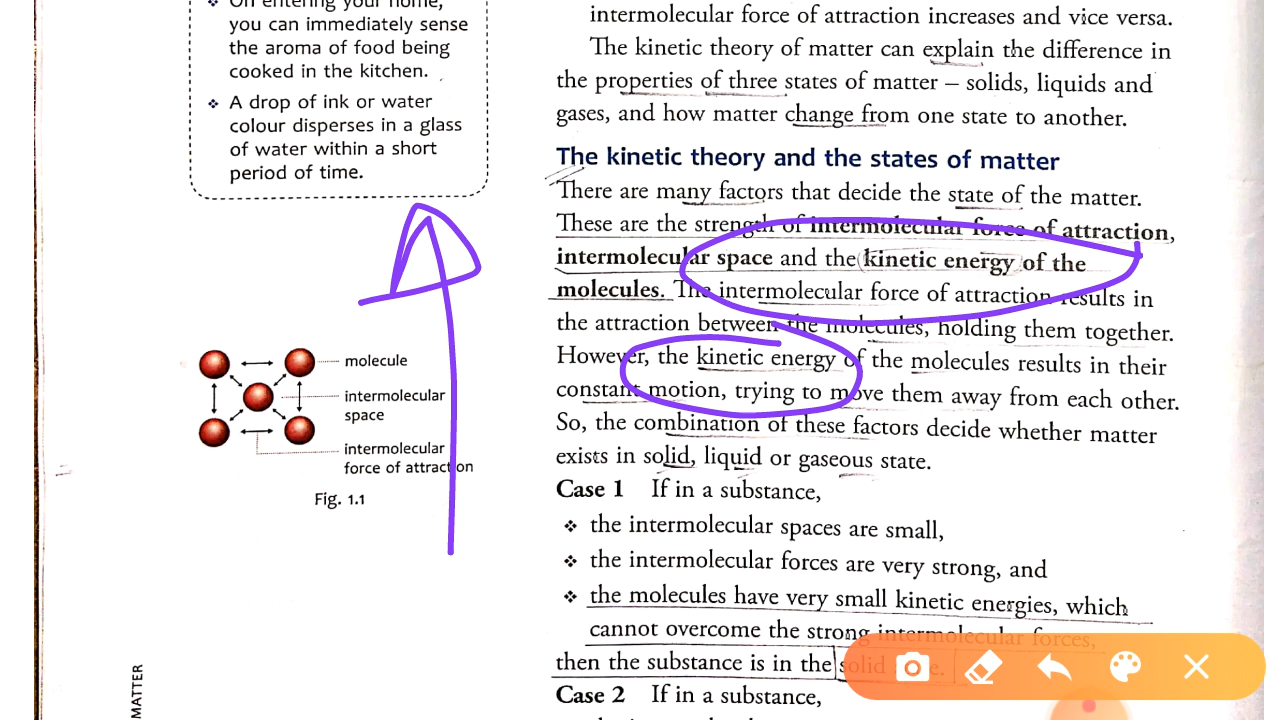 On entering your home,
you can immediately sense
the aroma of food being
cooked in the kitchen.
❖ A drop of ink or water
colour disperses in a glass
of water within a short
period of time.
molecule
intermolecular
space
intermolecular
force of attraction
Fig. 1.1
MATTER
intermolecular force of attraction increases and vice versa.
The kinetic theory of matter can explain the difference in
the properties of three states of matter – solids, liquids and
gases, and how matter change from one state to another.
The kinetic theory and the states of matter
There are many factors that decide the state of the matter.
These are the strength of intermolecular force of attraction,
intermolecular space and the kinetic energy of the
molecules. The intermolecular force of attraction results in
the attraction between the molecules, holding them together.
However, the kinetic energy of the molecules results in their
constant motion, trying to move them away from each other.
So, the combination of these factors decide whether matter
exists in solid, liquid or gaseous state.
Case 1 If in a substance,
❖ the intermolecular spaces are small,
❖ the intermolecular forces are very strong, and
❖ the molecules have very small kinetic energies, which
cannot overcome the strong intermolecular forces,
then the substance is in the solid state.
Case 2 If in a substance,